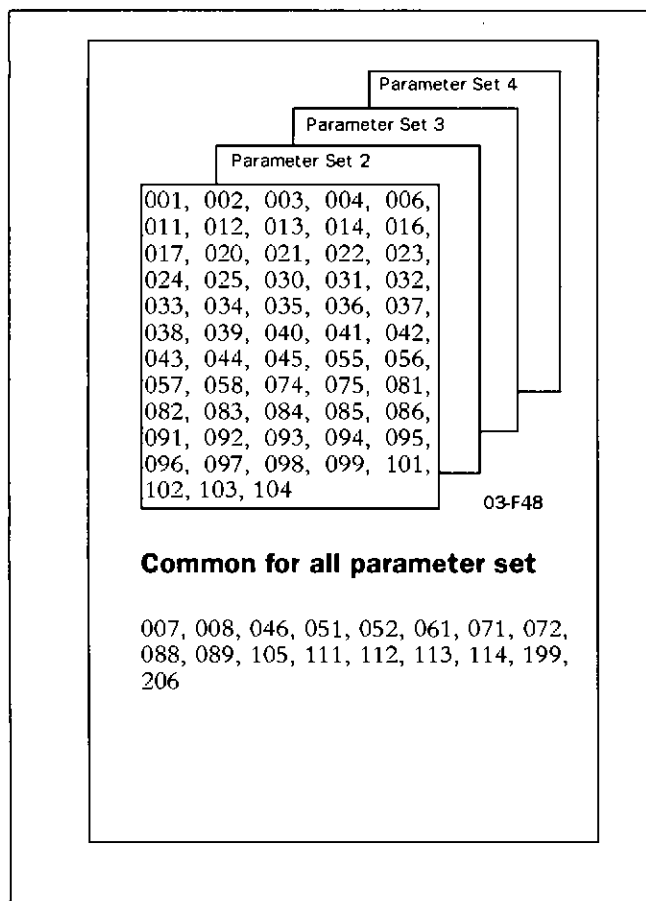 Parameter Set 4
Parameter Set 3
Parameter Set 2
001, 002, 003, 004, 006,
011, 012, 013, 014, 016,
017, 020, 021, 022, 023,
024, 025, 030, 031, 032,
033, 034, 035, 036, 037,
038, 039, 040, 041, 042,
043, 044, 045, 055, 056,
057, 058, 074, 075, 081,
082, 083, 084, 085, 086,
091, 092, 093, 094, 095,
096, 097, 098, 099, 101,
102, 103, 104
03-F48
Common for all parameter set
007, 008, 046, 051, 052, 061, 071, 072,
088, 089, 105, 111, 112, 113, 114, 199,
206